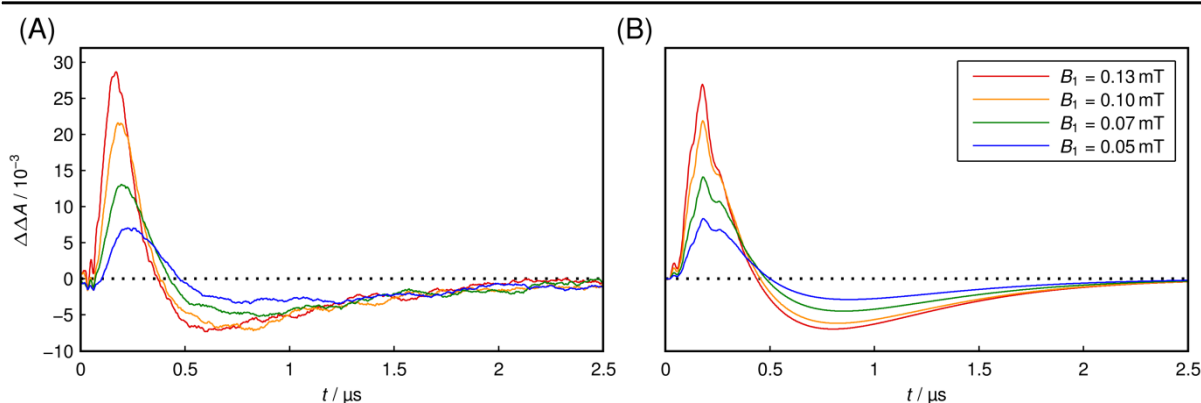 (A)
(B)
30
25
20
15
10
5
0
−5
−10
ΔΔA / 10⁻³
0
0.5
1
1.5
2
2.5
t / µs
B₁ = 0.13 mT
B₁ = 0.10 mT
B₁ = 0.07 mT
B₁ = 0.05 mT
0
0.5
1
1.5
2
2.5
t / µs